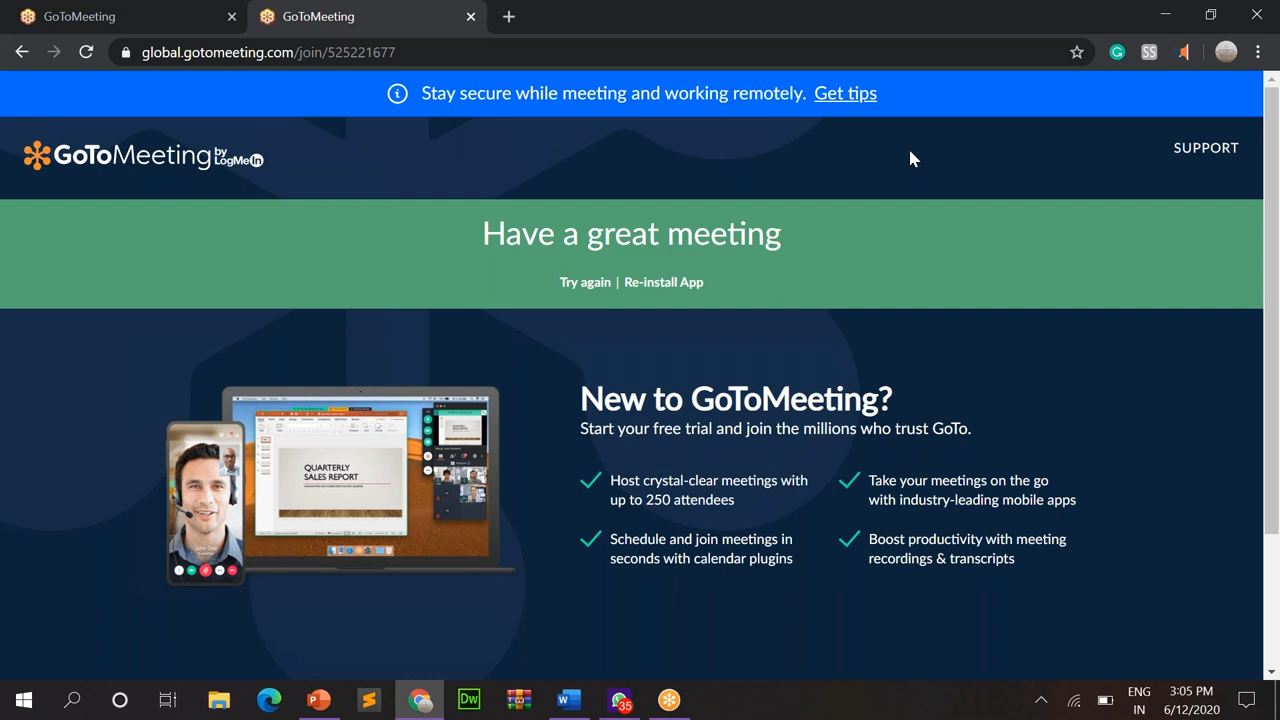 GoToMeeting
GoToMeeting
global.gotomeeting.com/join/525221677
Stay secure while meeting and working remotely. Get tips
GoToMeeting by LogMeIn
SUPPORT
Have a great meeting
Try again | Re-install App
QUARTERLY
SALES REPORT
John Doe
New to GoToMeeting?
Start your free trial and join the millions who trust GoTo.
Host crystal-clear meetings with
up to 250 attendees
Take your meetings on the go
with industry-leading mobile apps
Schedule and join meetings in
seconds with calendar plugins
Boost productivity with meeting
recordings & transcripts
Dw
35
ENG
IN
3:05 PM
6/12/2020